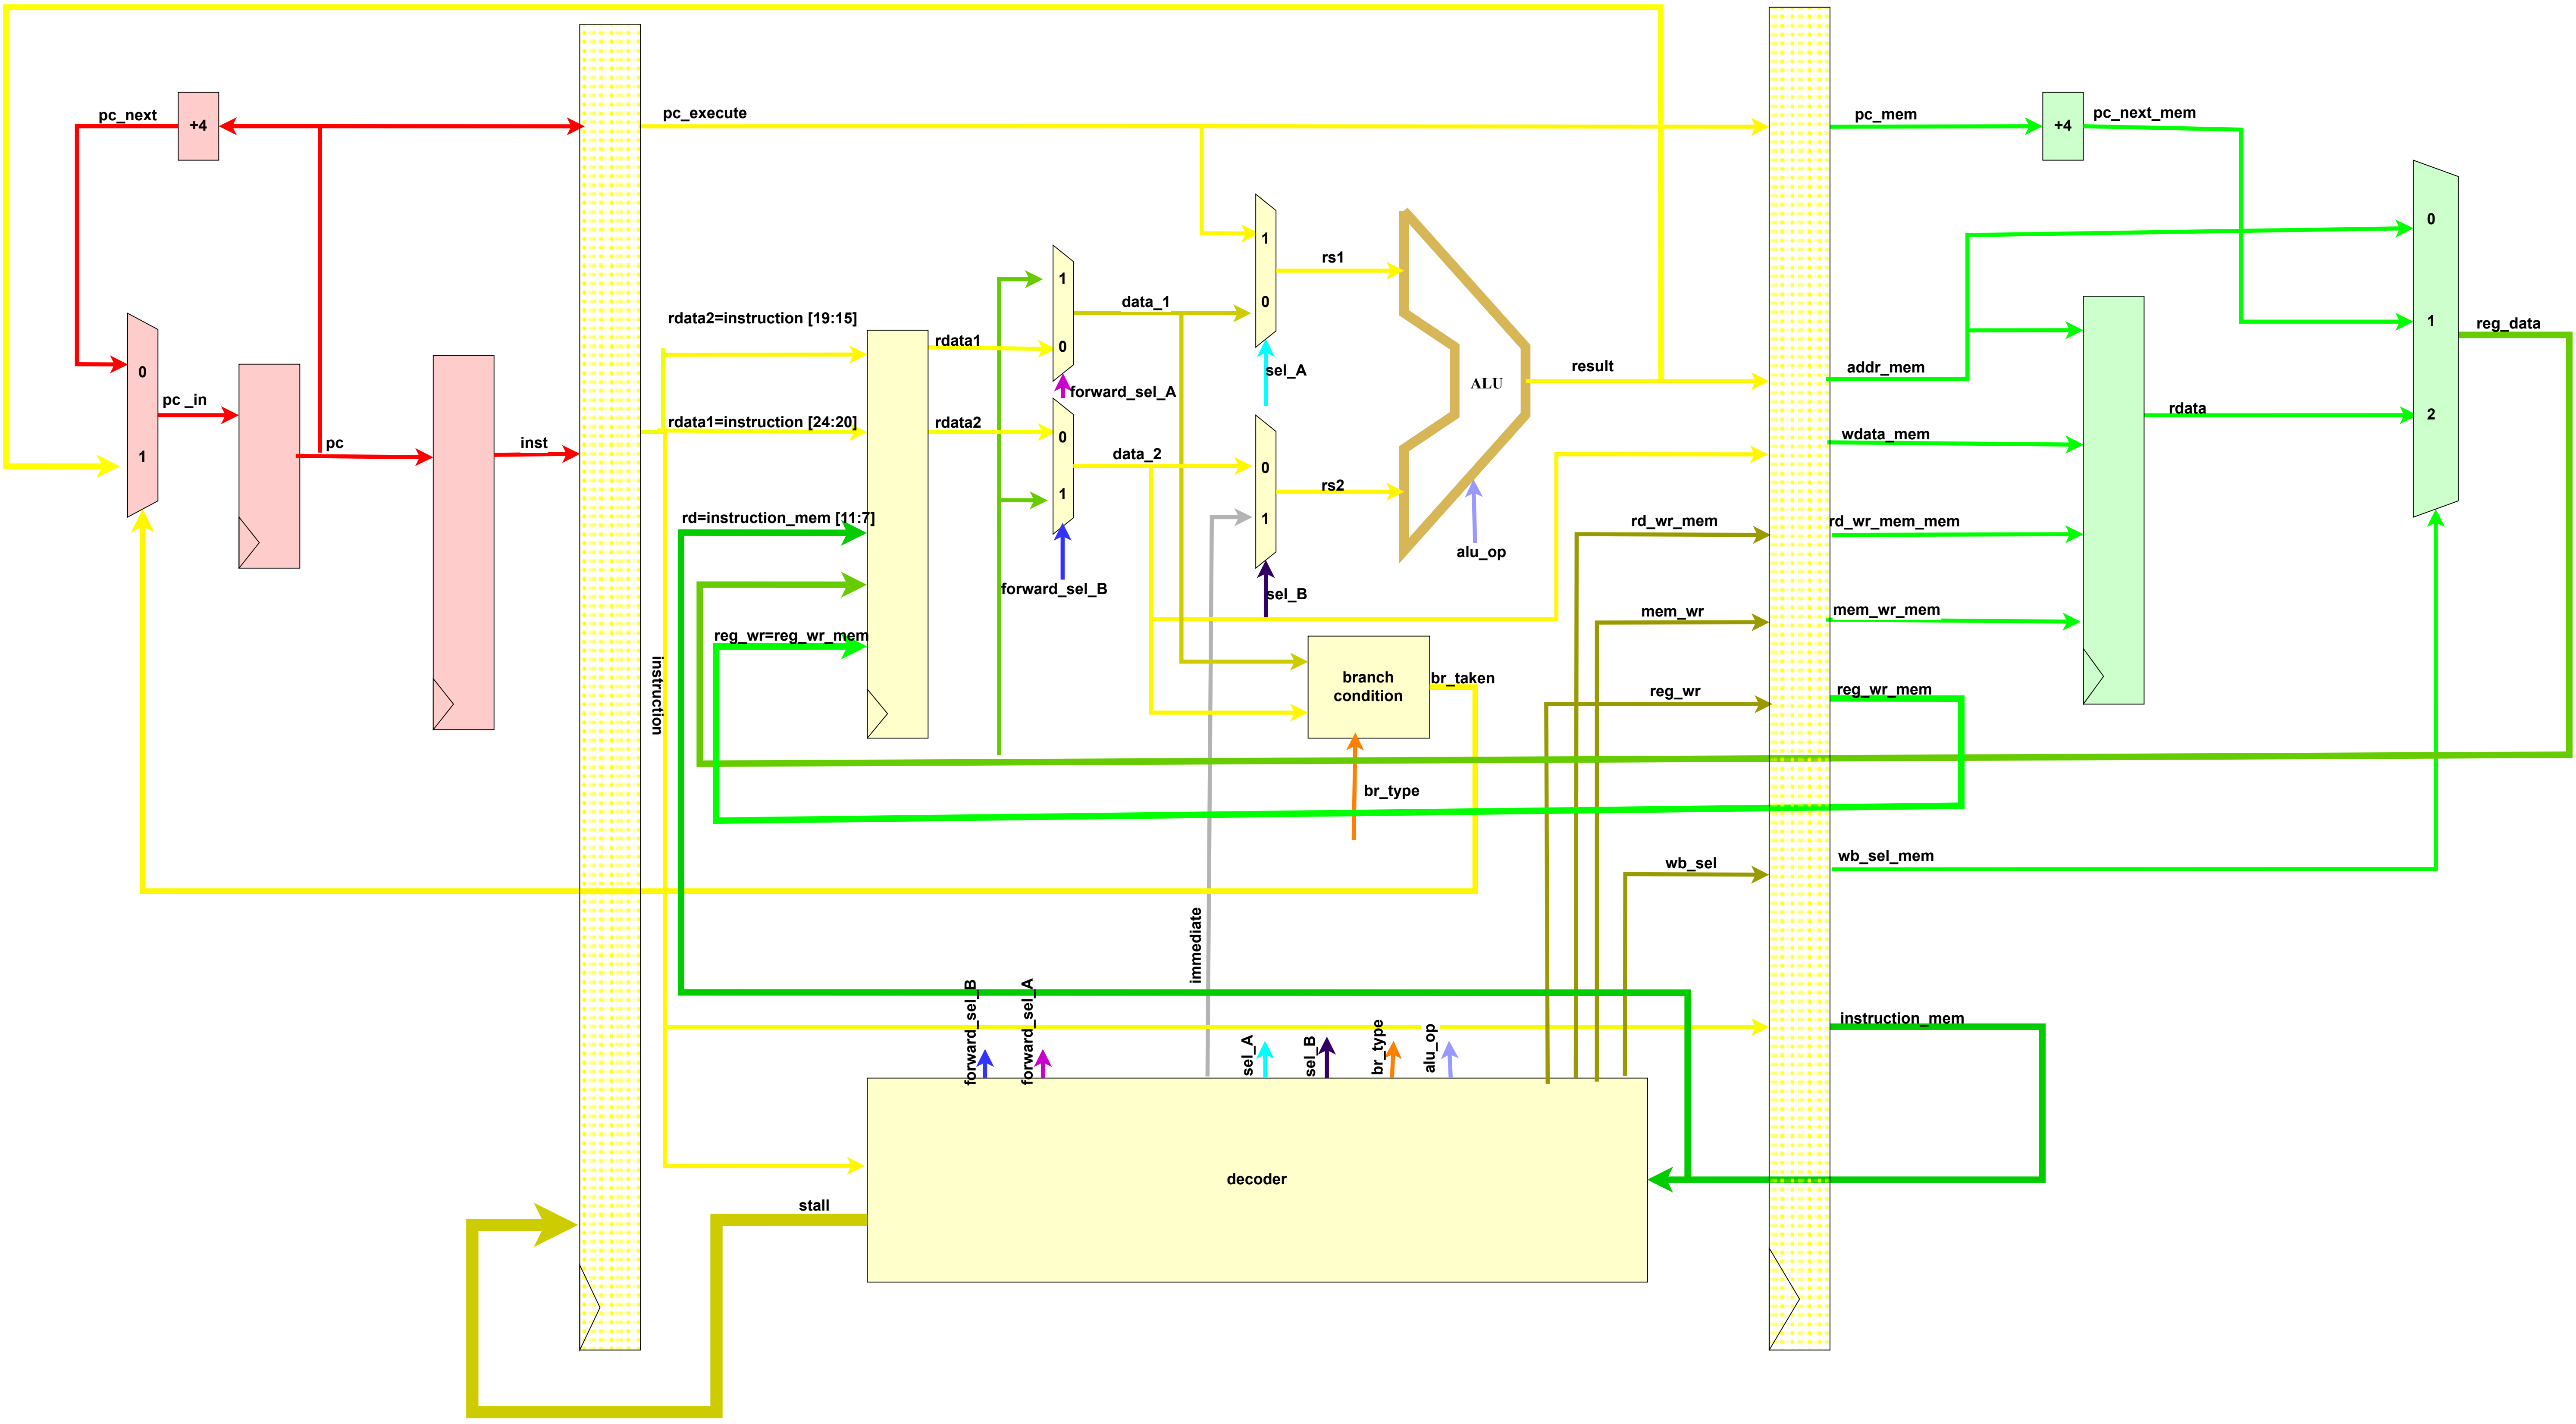 pc_next
+4
pc_execute
pc_mem
+4
pc_next_mem
0
1
pc _in
pc
inst
rdata2=instruction [19:15]
rdata1=instruction [24:20]
rd=instruction_mem [11:7]
reg_wr=reg_wr_mem
instruction
rdata1
rdata2
1
0
forward_sel_A
0
1
forward_sel_B
data_1
data_2
1
0
sel_A
0
1
sel_B
rs1
rs2
ALU
alu_op
result
branch
condition
br_taken
br_type
immediate
rd_wr_mem
mem_wr
reg_wr
wb_sel
addr_mem
wdata_mem
rd_wr_mem_mem
mem_wr_mem
reg_wr_mem
wb_sel_mem
instruction_mem
rdata
0
1
2
reg_data
forward_sel_B
forward_sel_A
sel_A
sel_B
br_type
alu_op
decoder
stall